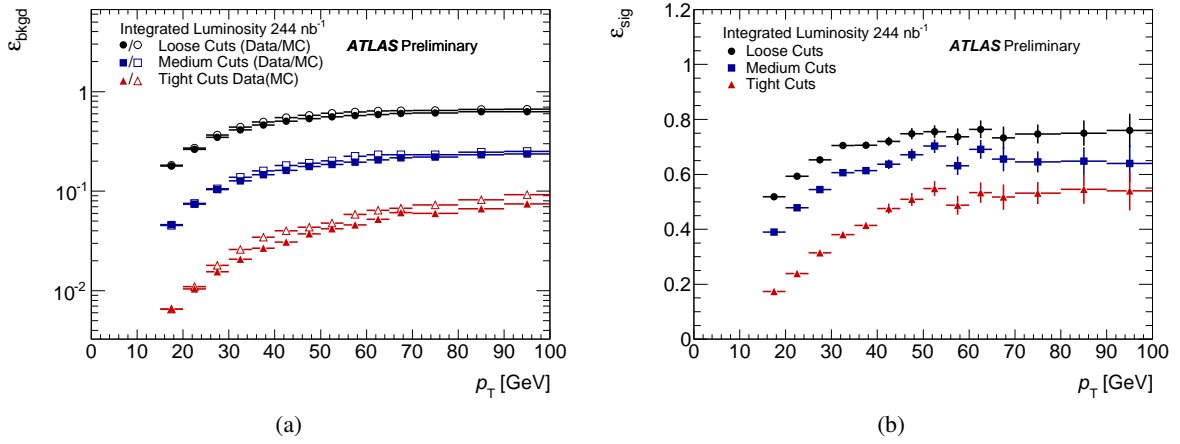 Integrated Luminosity 244 nb⁻¹
●/○ Loose Cuts (Data/MC)
■/□ Medium Cuts (Data/MC)
▲/△ Tight Cuts Data(MC)
ATLAS Preliminary
ε_bkgd
1
10⁻¹
10⁻²
0 10 20 30 40 50 60 70 80 90 100
p_T [GeV]
(a)
Integrated Luminosity 244 nb⁻¹
● Loose Cuts
■ Medium Cuts
▲ Tight Cuts
ATLAS Preliminary
ε_sig
1.2
1
0.8
0.6
0.4
0.2
0
0 10 20 30 40 50 60 70 80 90 100
p_T [GeV]
(b)